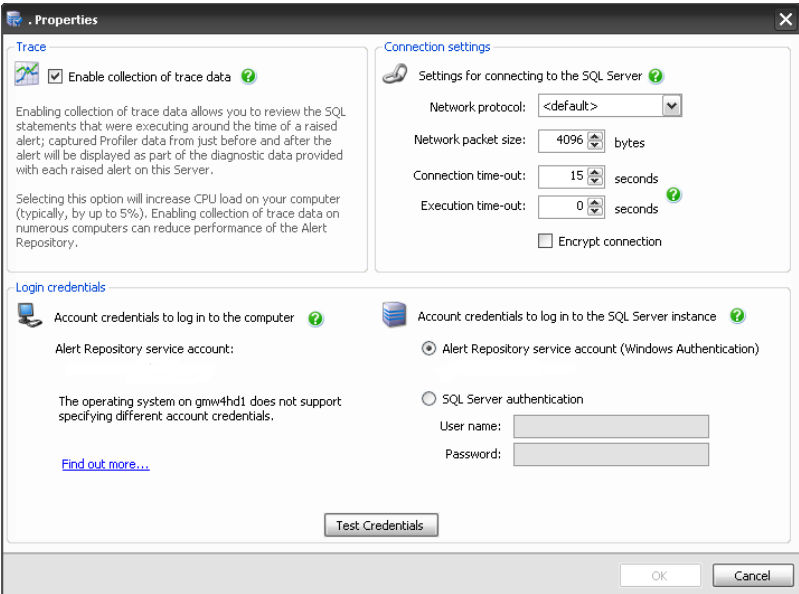 . Properties
Trace
Enable collection of trace data
Enabling collection of trace data allows you to review the SQL
statements that were executing around the time of a raised
alert; captured Profiler data from just before and after the
alert will be displayed as part of the diagnostic data provided
with each raised alert on this Server.
Selecting this option will increase CPU load on your computer
(typically, by up to 5%). Enabling collection of trace data on
numerous computers can reduce performance of the Alert
Repository.
Connection settings
Settings for connecting to the SQL Server
Network protocol: <default>
Network packet size: 4096 bytes
Connection time-out: 15 seconds
Execution time-out: 0 seconds
Encrypt connection
Login credentials
Account credentials to log in to the computer
Alert Repository service account:
The operating system on gmw4hd1 does not support
specifying different account credentials.
Find out more...
Account credentials to log in to the SQL Server instance
Alert Repository service account (Windows Authentication)
SQL Server authentication
User name:
Password:
Test Credentials
OK Cancel